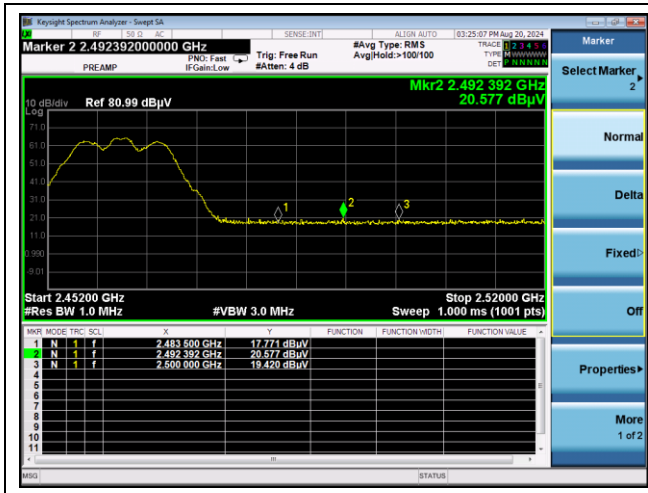 Keysight Spectrum Analyzer - Swept SA
RF 50 Ω AC SENSE:INT ALIGN AUTO 03:25:07 PM Aug 20, 2024
Marker 2 2.492392000000 GHz
PREAMP
PNO: Fast
IFGain:Low
Trig: Free Run
#Atten: 4 dB
#Avg Type: RMS
Avg|Hold:>100/100
TRACE 1 2 3 4 5 6
TYPE M W W W W W
DET P N N N N N
Mkr2 2.492 392 GHz
20.577 dBµV
10 dB/div Ref 80.99 dBµV
Log
71.0
61.0
51.0
41.0
31.0
21.0
11.0
0.990
-9.01
1
2
3
Start 2.45200 GHz Stop 2.52000 GHz
#Res BW 1.0 MHz #VBW 3.0 MHz Sweep 1.000 ms (1001 pts)
MKR MODE TRC SCL X Y FUNCTION FUNCTION WIDTH FUNCTION VALUE
1 N 1 f 2.483 500 GHz 17.771 dBµV
2 N 1 f 2.492 392 GHz 20.577 dBµV
3 N 1 f 2.500 000 GHz 19.420 dBµV
4
5
6
7
8
9
10
11
MSG STATUS
Marker
Select Marker
2
Normal
Delta
Fixed
Off
Properties
More
1 of 2